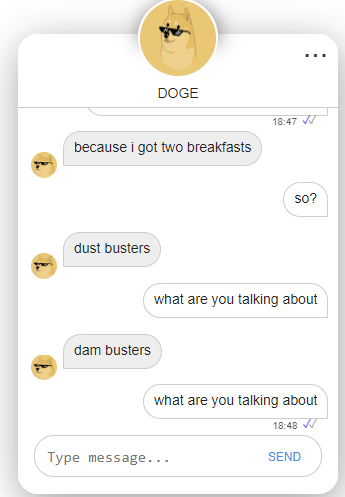 DOGE
18:47
because i got two breakfasts
so?
dust busters
what are you talking about
dam busters
what are you talking about
18:48
Type message...
SEND